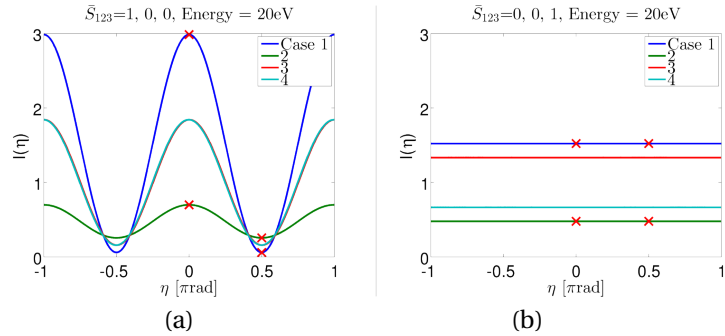 S̄₁₂₃=1, 0, 0, Energy = 20eV
3
2
1
0
I(η)
-1 -0.5 0 0.5 1
η [πrad]
Case 1
2
3
4
(a)
S̄₁₂₃=0, 0, 1, Energy = 20eV
3
2
1
0
I(η)
-1 -0.5 0 0.5 1
η [πrad]
Case 1
2
3
4
(b)